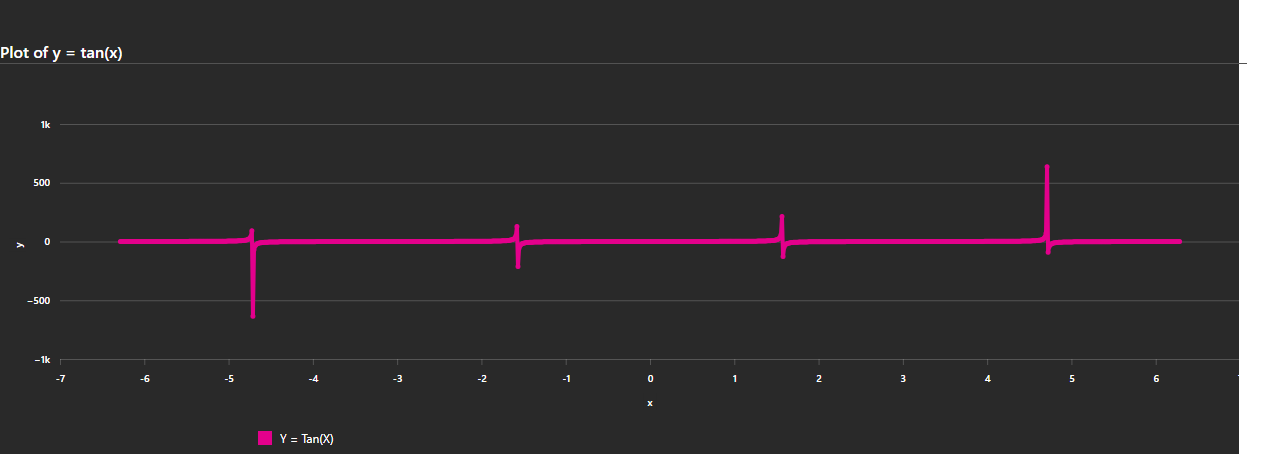 Plot of y = tan(x)
1k
500
0
−500
−1k
y
-7 -6 -5 -4 -3 -2 -1 0 1 2 3 4 5 6
x
Y = Tan(X)